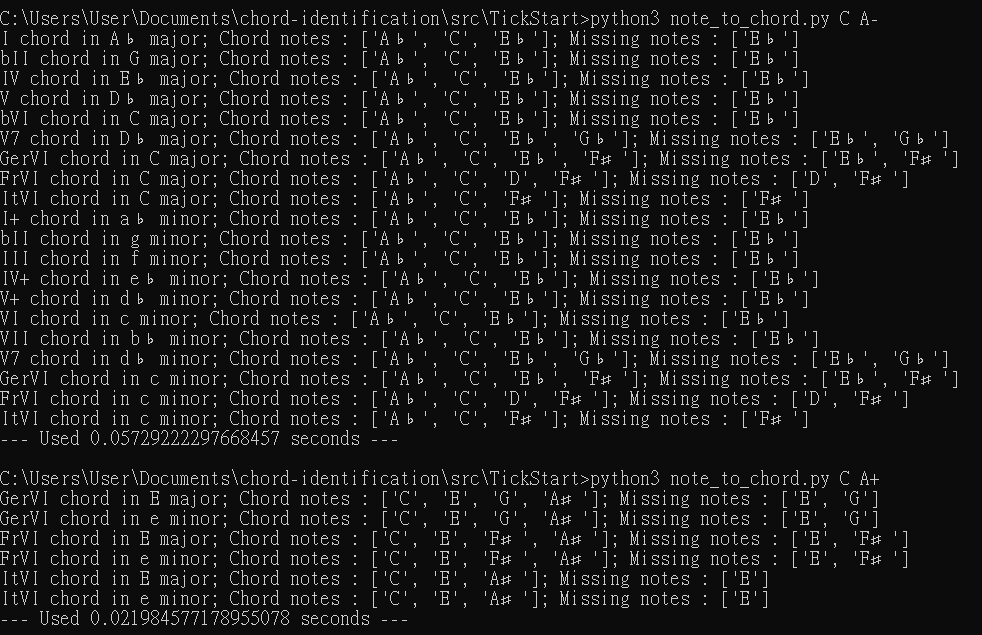 C:\Users\User\Documents\chord-identification\src\TickStart>python3 note_to_chord.py C A-
I chord in A♭ major; Chord notes : ['A♭', 'C', 'E♭']; Missing notes : ['E♭']
bII chord in G major; Chord notes : ['A♭', 'C', 'E♭']; Missing notes : ['E♭']
IV chord in E♭ major; Chord notes : ['A♭', 'C', 'E♭']; Missing notes : ['E♭']
V chord in D♭ major; Chord notes : ['A♭', 'C', 'E♭']; Missing notes : ['E♭']
bVI chord in C major; Chord notes : ['A♭', 'C', 'E♭']; Missing notes : ['E♭']
V7 chord in D♭ major; Chord notes : ['A♭', 'C', 'E♭', 'G♭']; Missing notes : ['E♭', 'G♭']
GerVI chord in C major; Chord notes : ['A♭', 'C', 'E♭', 'F♯']; Missing notes : ['E♭', 'F♯']
FrVI chord in C major; Chord notes : ['A♭', 'C', 'D', 'F♯']; Missing notes : ['D', 'F♯']
ItVI chord in C major; Chord notes : ['A♭', 'C', 'F♯']; Missing notes : ['F♯']
I+ chord in a♭ minor; Chord notes : ['A♭', 'C', 'E♭']; Missing notes : ['E♭']
bII chord in g minor; Chord notes : ['A♭', 'C', 'E♭']; Missing notes : ['E♭']
III chord in f minor; Chord notes : ['A♭', 'C', 'E♭']; Missing notes : ['E♭']
IV+ chord in e♭ minor; Chord notes : ['A♭', 'C', 'E♭']; Missing notes : ['E♭']
V+ chord in d♭ minor; Chord notes : ['A♭', 'C', 'E♭']; Missing notes : ['E♭']
VI chord in c minor; Chord notes : ['A♭', 'C', 'E♭']; Missing notes : ['E♭']
VII chord in b♭ minor; Chord notes : ['A♭', 'C', 'E♭']; Missing notes : ['E♭']
V7 chord in d♭ minor; Chord notes : ['A♭', 'C', 'E♭', 'G♭']; Missing notes : ['E♭', 'G♭']
GerVI chord in c minor; Chord notes : ['A♭', 'C', 'E♭', 'F♯']; Missing notes : ['E♭', 'F♯']
FrVI chord in c minor; Chord notes : ['A♭', 'C', 'D', 'F♯']; Missing notes : ['D', 'F♯']
ItVI chord in c minor; Chord notes : ['A♭', 'C', 'F♯']; Missing notes : ['F♯']
--- Used 0.05729222297668457 seconds ---
C:\Users\User\Documents\chord-identification\src\TickStart>python3 note_to_chord.py C A+
GerVI chord in E major; Chord notes : ['C', 'E', 'G', 'A♯']; Missing notes : ['E', 'G']
GerVI chord in e minor; Chord notes : ['C', 'E', 'G', 'A♯']; Missing notes : ['E', 'G']
FrVI chord in E major; Chord notes : ['C', 'E', 'F♯', 'A♯']; Missing notes : ['E', 'F♯']
FrVI chord in e minor; Chord notes : ['C', 'E', 'F♯', 'A♯']; Missing notes : ['E', 'F♯']
ItVI chord in E major; Chord notes : ['C', 'E', 'A♯']; Missing notes : ['E']
ItVI chord in e minor; Chord notes : ['C', 'E', 'A♯']; Missing notes : ['E']
--- Used 0.021984577178955078 seconds ---